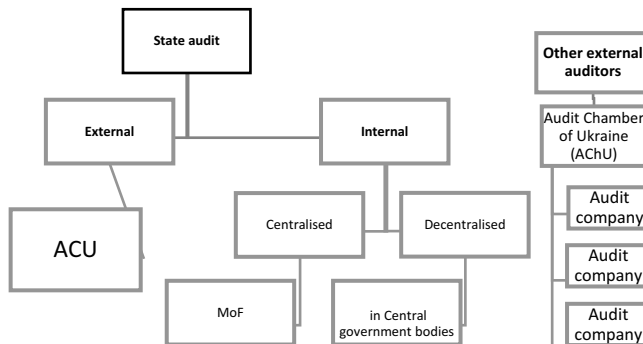 State audit
Other external
auditors
External
Internal
Audit Chamber
of Ukraine
(AChU)
ACU
Centralised
Decentralised
Audit
company
MoF
in Central
government bodies
Audit
company
Audit
company